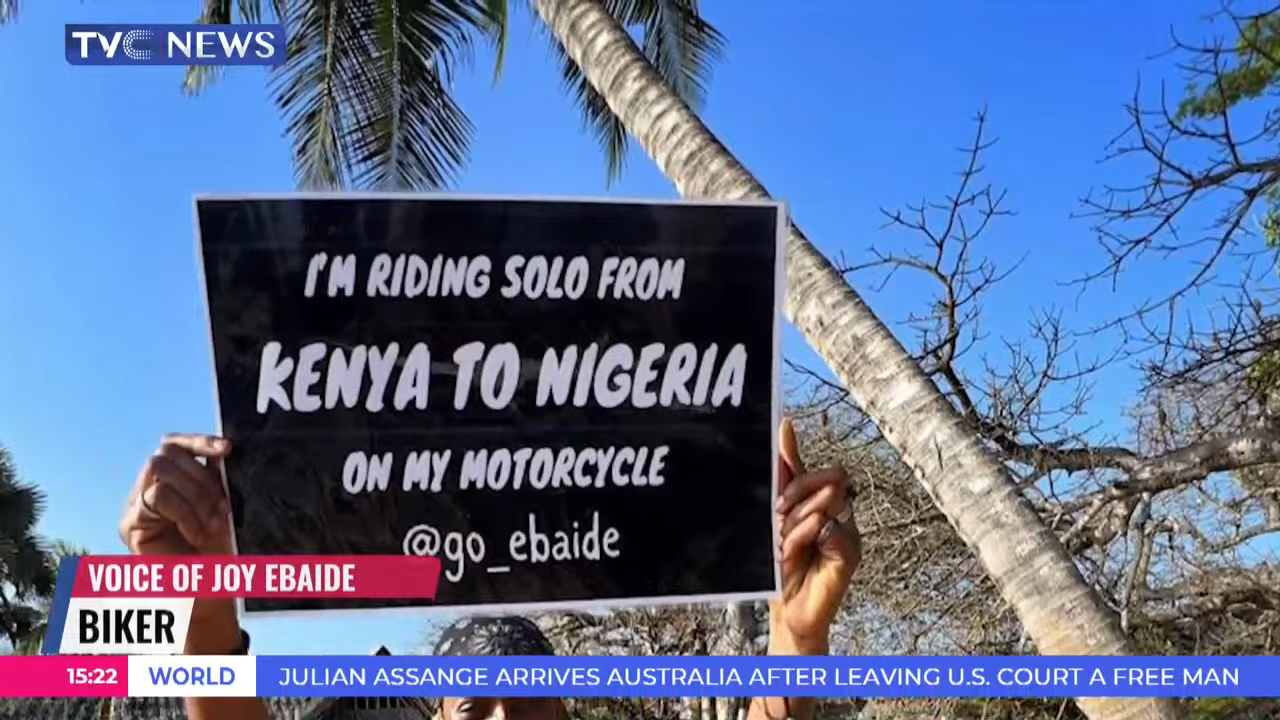 TVC NEWS
I'M RIDING SOLO FROM
KENYA TO NIGERIA
ON MY MOTORCYCLE
@go_ebaide
VOICE OF JOY EBAIDE
BIKER
15:22 WORLD JULIAN ASSANGE ARRIVES AUSTRALIA AFTER LEAVING U.S. COURT A FREE MAN